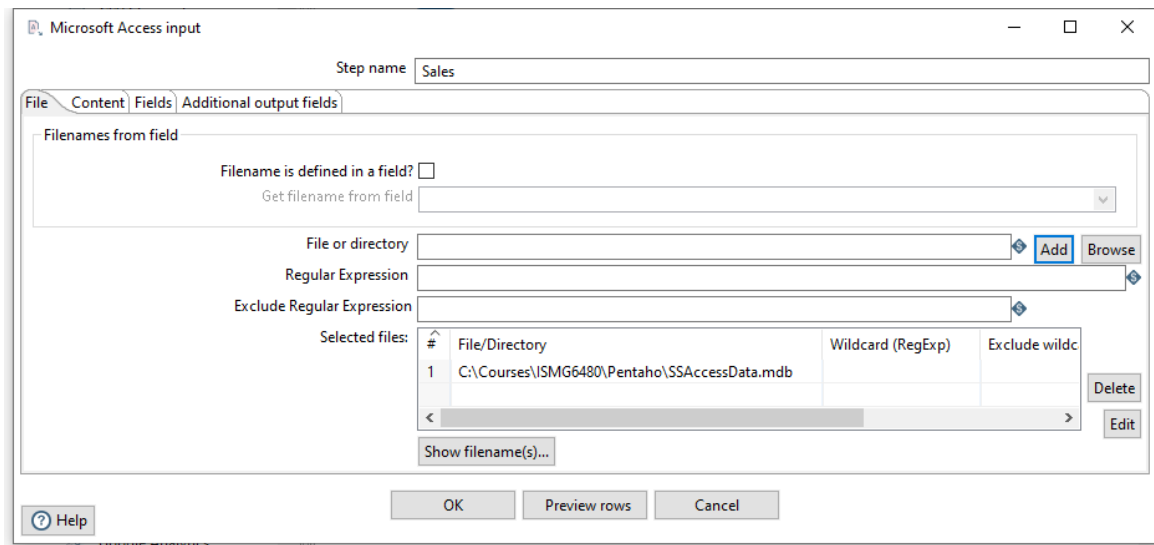 Microsoft Access input
Step name Sales
File Content Fields Additional output fields
Filenames from field
Filename is defined in a field?
Get filename from field
File or directory Add Browse
Regular Expression
Exclude Regular Expression
Selected files: # File/Directory Wildcard (RegExp) Exclude wildc
1 C:\Courses\ISMG6480\Pentaho\SSAccessData.mdb
Delete
Edit
Show filename(s)...
OK Preview rows Cancel
Help